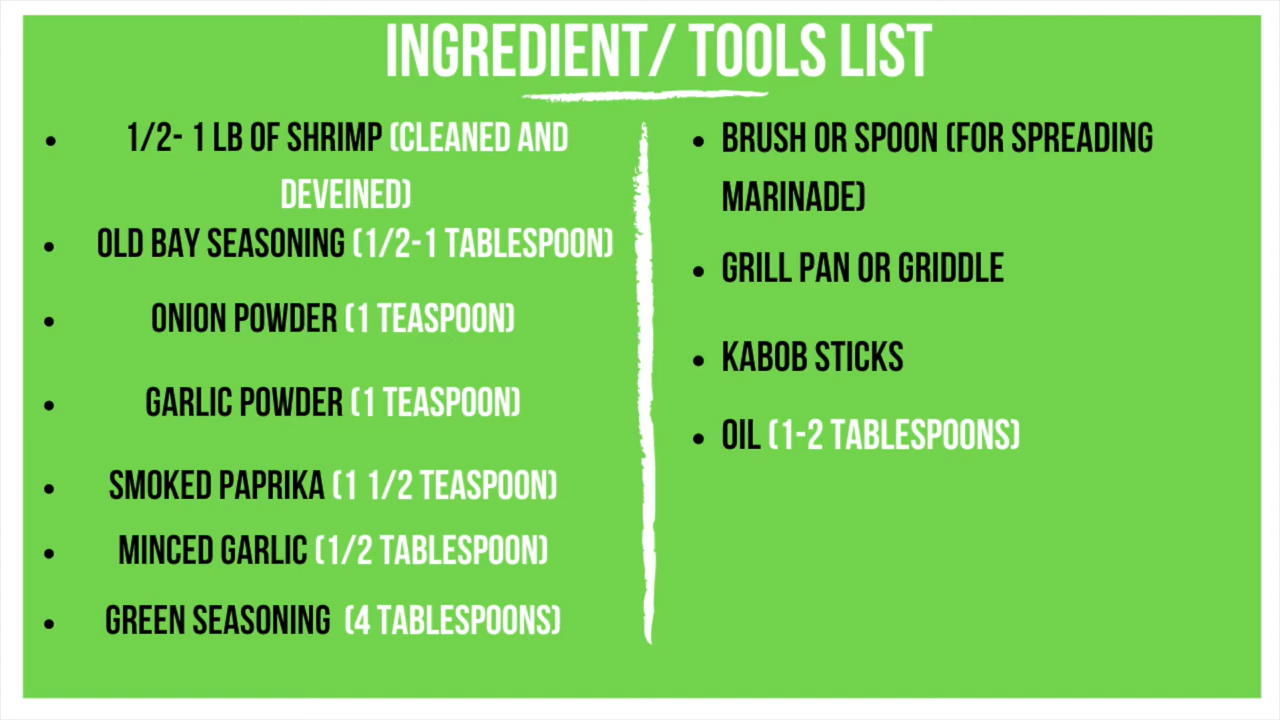 INGREDIENT/ TOOLS LIST
• 1/2- 1 LB OF SHRIMP (CLEANED AND
DEVEINED)
• OLD BAY SEASONING (1/2-1 TABLESPOON)
• ONION POWDER (1 TEASPOON)
• GARLIC POWDER (1 TEASPOON)
• SMOKED PAPRIKA (1 1/2 TEASPOON)
• MINCED GARLIC (1/2 TABLESPOON)
• GREEN SEASONING (4 TABLESPOONS)
• BRUSH OR SPOON (FOR SPREADING
MARINADE)
• GRILL PAN OR GRIDDLE
• KABOB STICKS
• OIL (1-2 TABLESPOONS)